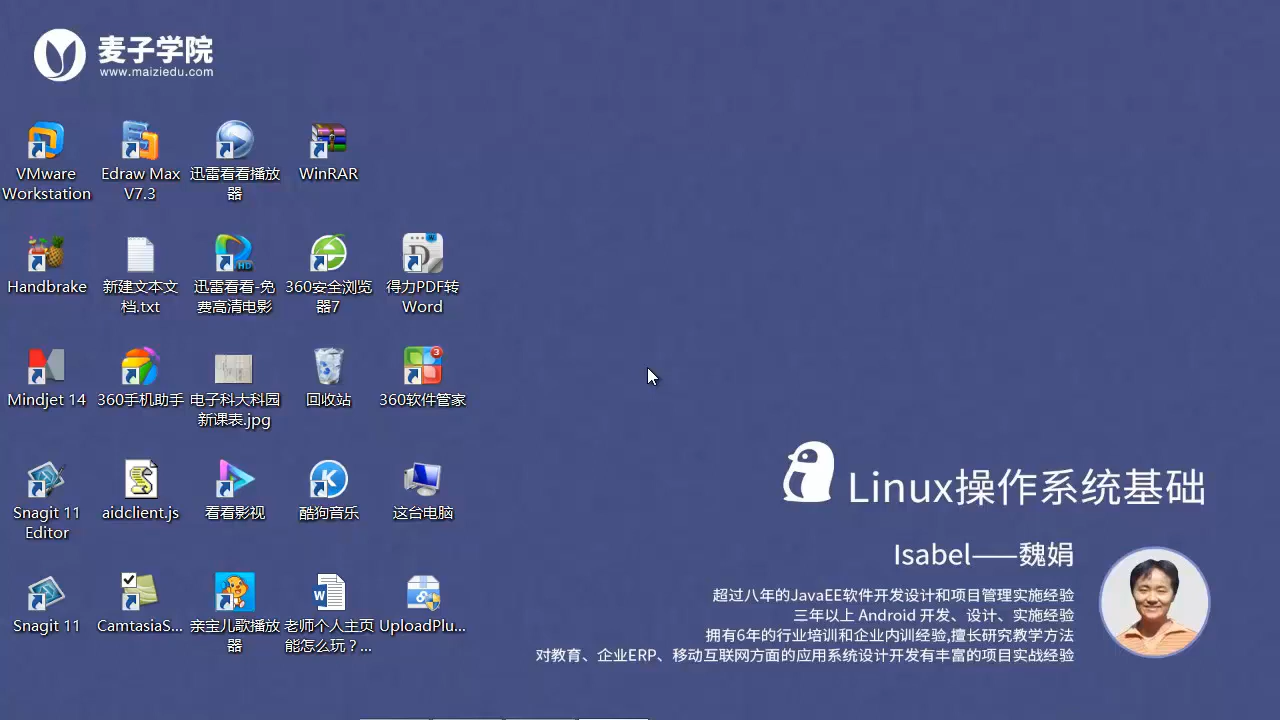 麦子学院
www.maiziedu.com
VMware
Workstation
Edraw Max
V7.3
迅雷看看播放
器
WinRAR
Handbrake
新建文本文
档.txt
迅雷看看-免
费高清电影
360安全浏览
器7
得力PDF转
Word
Mindjet 14
360手机助手
电子科大科园
新课表.jpg
回收站
360软件管家
Snagit 11
Editor
aidclient.js
看看影视
酷狗音乐
这台电脑
Snagit 11
CamtasiaS...
亲宝儿歌播放
器
老师个人主页
能怎么玩？...
UploadPlu...
Linux操作系统基础
Isabel——魏娟
超过八年的JavaEE软件开发设计和项目管理实施经验
三年以上 Android 开发、设计、实施经验
拥有6年的行业培训和企业内训经验,擅长研究教学方法
对教育、企业ERP、移动互联网方面的应用系统设计开发有丰富的项目实战经验